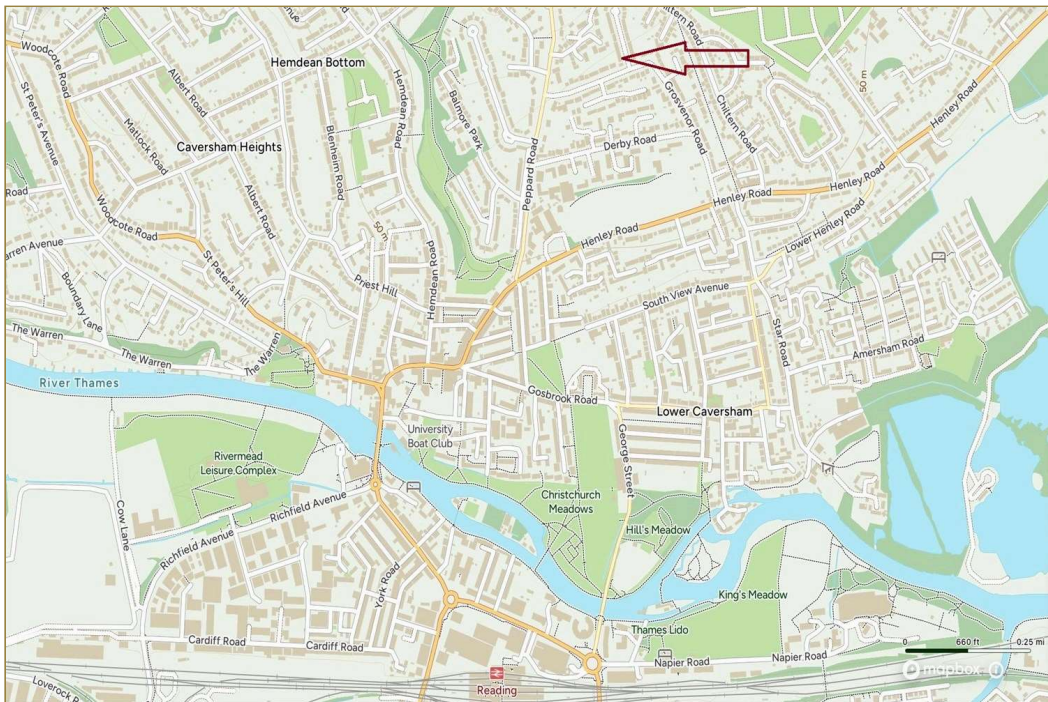 Woodcote Road
Hemdean Bottom
Chiltern Road
St Peter's Avenue
Albert Road
Hemdean Road
Balmore Park
50 m
Henley Road
Matlock Road
Caversham Heights
Blenheim Road
Grosvenor Road
Chiltern Road
Derby Road
Peppard Road
Road
Albert Road
Henley Road
Henley Road
Woodcote Road
Henley Road
Lower Henley Road
50 m
St Peter's Hill
Hemdean Road
Boundary Lane
Priest Hill
South View Avenue
Star Road
The Warren
The Warren
The Warren
Amersham Road
River Thames
Gosbrook Road
Lower Caversham
University
Boat Club
George Street
Rivermead
Leisure Complex
Richfield Avenue
Cow Lane
Christchurch
Meadows
Hill's Meadow
Richfield Avenue
York Road
King's Meadow
Thames Lido
Cardiff Road
Cardiff Road
Napier Road
Napier Road
0
660 ft
0.25 mi
mapbox
Reading